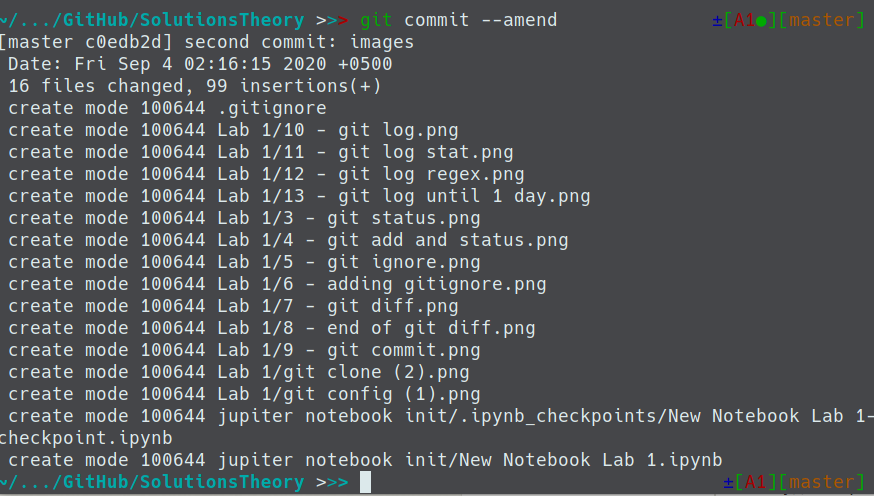 ~/.../GitHub/SolutionsTheory >>> git commit --amend ±[A1●][master]
[master c0edb2d] second commit: images
 Date: Fri Sep 4 02:16:15 2020 +0500
 16 files changed, 99 insertions(+)
 create mode 100644 .gitignore
 create mode 100644 Lab 1/10 - git log.png
 create mode 100644 Lab 1/11 - git log stat.png
 create mode 100644 Lab 1/12 - git log regex.png
 create mode 100644 Lab 1/13 - git log until 1 day.png
 create mode 100644 Lab 1/3 - git status.png
 create mode 100644 Lab 1/4 - git add and status.png
 create mode 100644 Lab 1/5 - git ignore.png
 create mode 100644 Lab 1/6 - adding gitignore.png
 create mode 100644 Lab 1/7 - git diff.png
 create mode 100644 Lab 1/8 - end of git diff.png
 create mode 100644 Lab 1/9 - git commit.png
 create mode 100644 Lab 1/git clone (2).png
 create mode 100644 Lab 1/git config (1).png
 create mode 100644 jupiter notebook init/.ipynb_checkpoints/New Notebook Lab 1-
checkpoint.ipynb
 create mode 100644 jupiter notebook init/New Notebook Lab 1.ipynb
~/.../GitHub/SolutionsTheory >>> ±[A1][master]